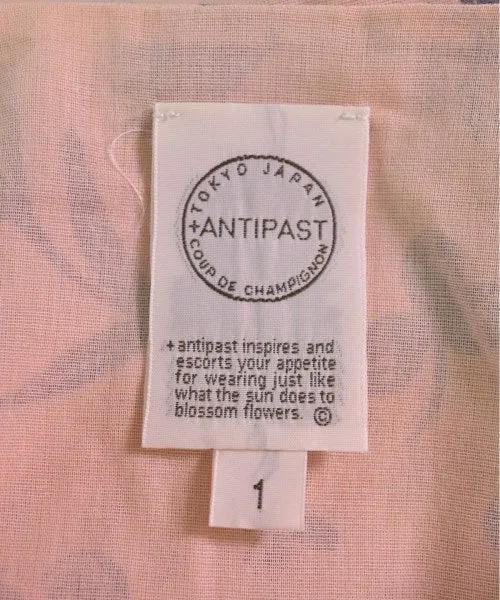 TOKYO JAPAN
+ANTIPAST
COUP DE CHAMPIGNON
+antipast inspires and
escorts your appetite
for wearing just like
what the sun does to
blossom flowers. ©
1